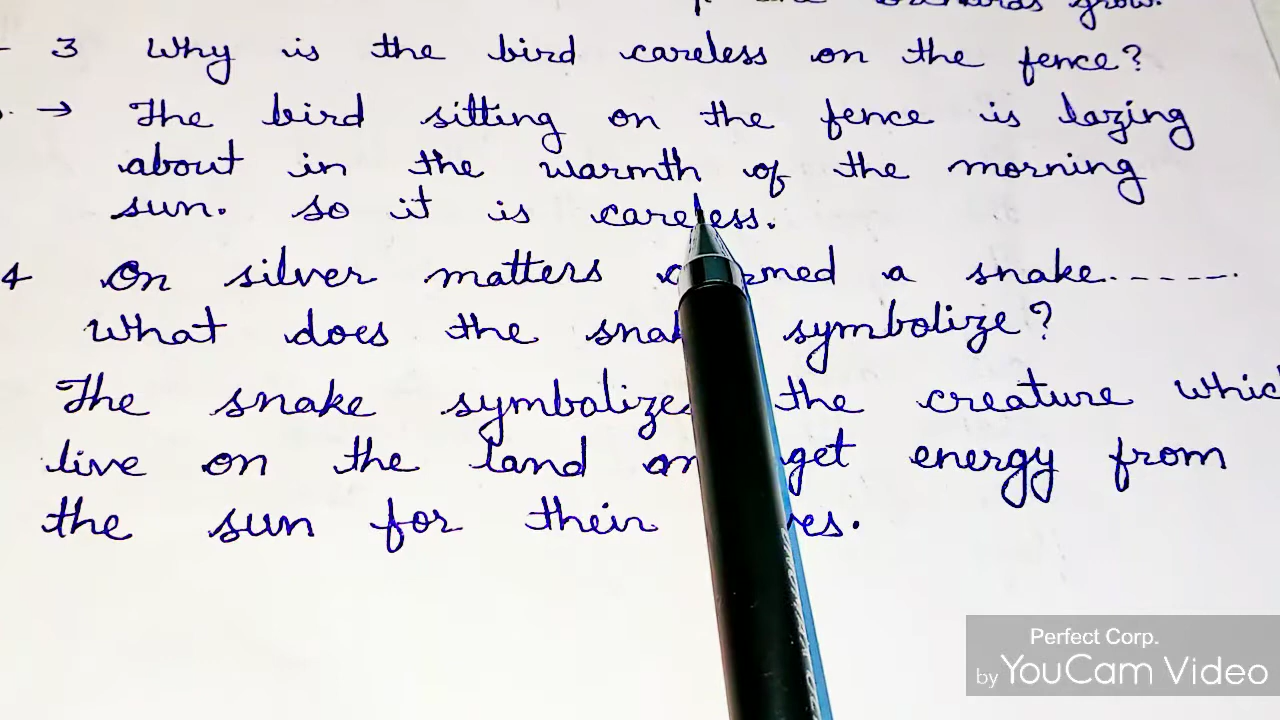 grow.
- 3 Why is the bird careless on the fence?
→ The bird sitting on the fence is lazing
about in the warmth of the morning
sun. so it is careless.
4 On silver matters a snake.-----.
What does the symbolize?
The snake symbolizes the creature
live on the land get energy from
the sun for their
Perfect Corp.
by YouCam Video